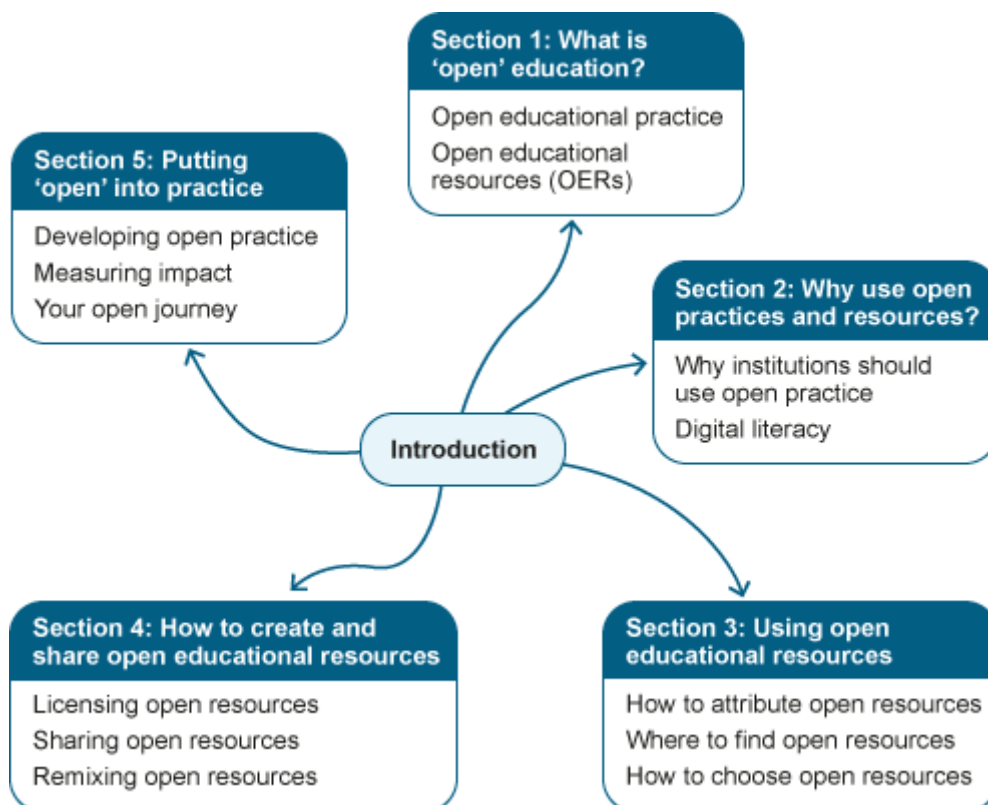 Section 1: What is
‘open’ education?
Open educational practice
Open educational
resources (OERs)
Section 5: Putting
‘open’ into practice
Developing open practice
Measuring impact
Your open journey
Section 2: Why use open
practices and resources?
Why institutions should
use open practice
Digital literacy
Introduction
Section 4: How to create and
share open educational resources
Licensing open resources
Sharing open resources
Remixing open resources
Section 3: Using open
educational resources
How to attribute open resources
Where to find open resources
How to choose open resources